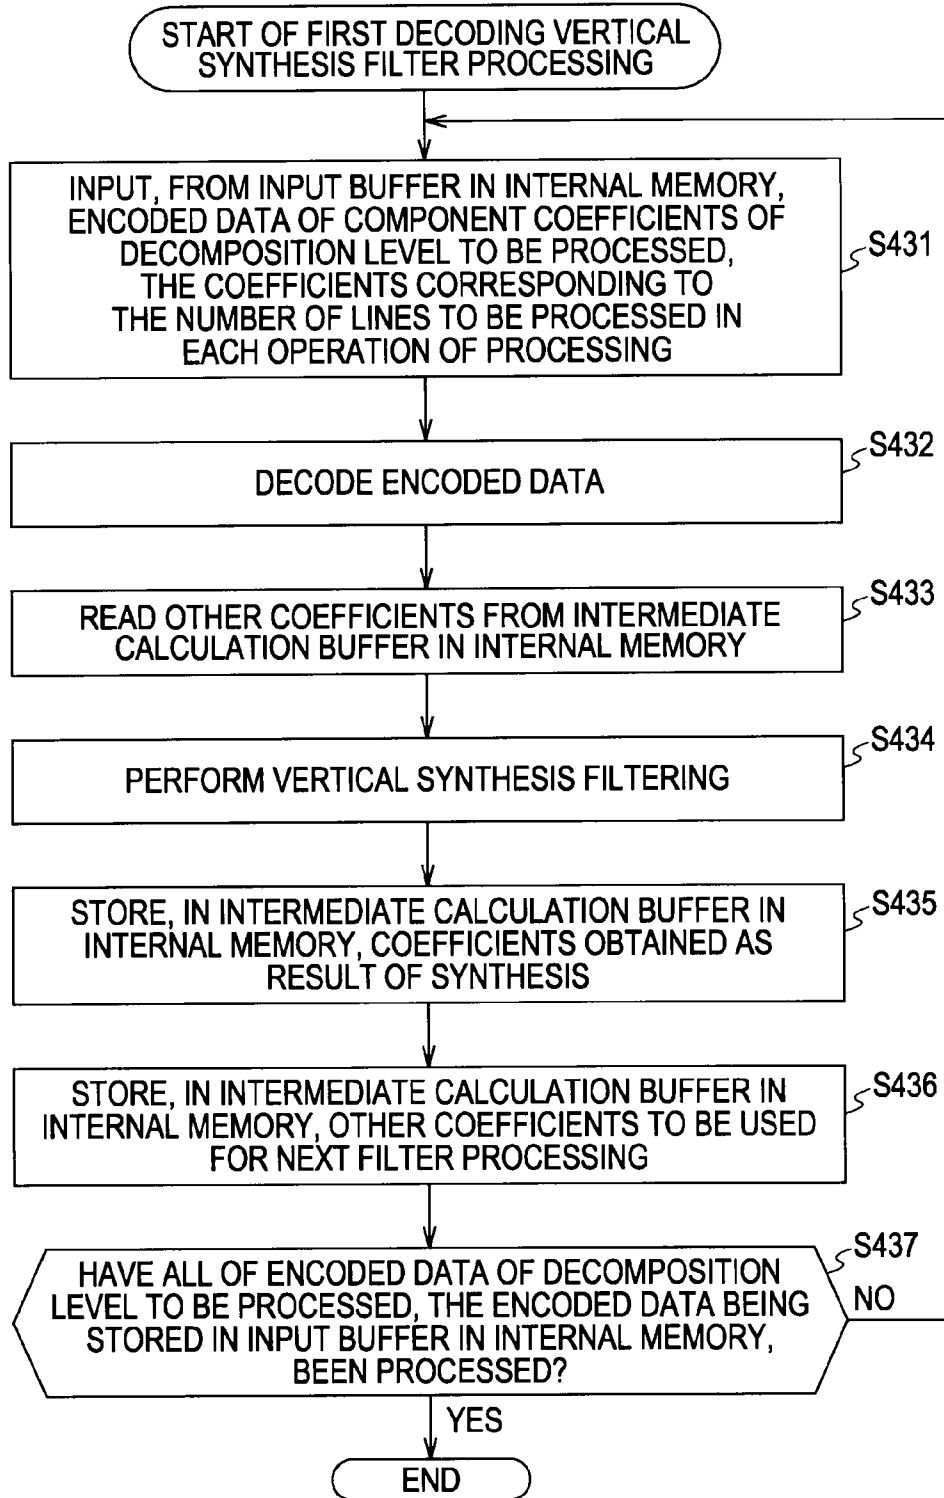 START OF FIRST DECODING VERTICAL
SYNTHESIS FILTER PROCESSING
INPUT, FROM INPUT BUFFER IN INTERNAL MEMORY,
ENCODED DATA OF COMPONENT COEFFICIENTS OF
DECOMPOSITION LEVEL TO BE PROCESSED,
THE COEFFICIENTS CORRESPONDING TO
THE NUMBER OF LINES TO BE PROCESSED IN
EACH OPERATION OF PROCESSING
S431
DECODE ENCODED DATA
S432
READ OTHER COEFFICIENTS FROM INTERMEDIATE
CALCULATION BUFFER IN INTERNAL MEMORY
S433
PERFORM VERTICAL SYNTHESIS FILTERING
S434
STORE, IN INTERMEDIATE CALCULATION BUFFER IN
INTERNAL MEMORY, COEFFICIENTS OBTAINED AS
RESULT OF SYNTHESIS
S435
STORE, IN INTERMEDIATE CALCULATION BUFFER IN
INTERNAL MEMORY, OTHER COEFFICIENTS TO BE USED
FOR NEXT FILTER PROCESSING
S436
HAVE ALL OF ENCODED DATA OF DECOMPOSITION
LEVEL TO BE PROCESSED, THE ENCODED DATA BEING
STORED IN INPUT BUFFER IN INTERNAL MEMORY,
BEEN PROCESSED?
S437
NO
YES
END